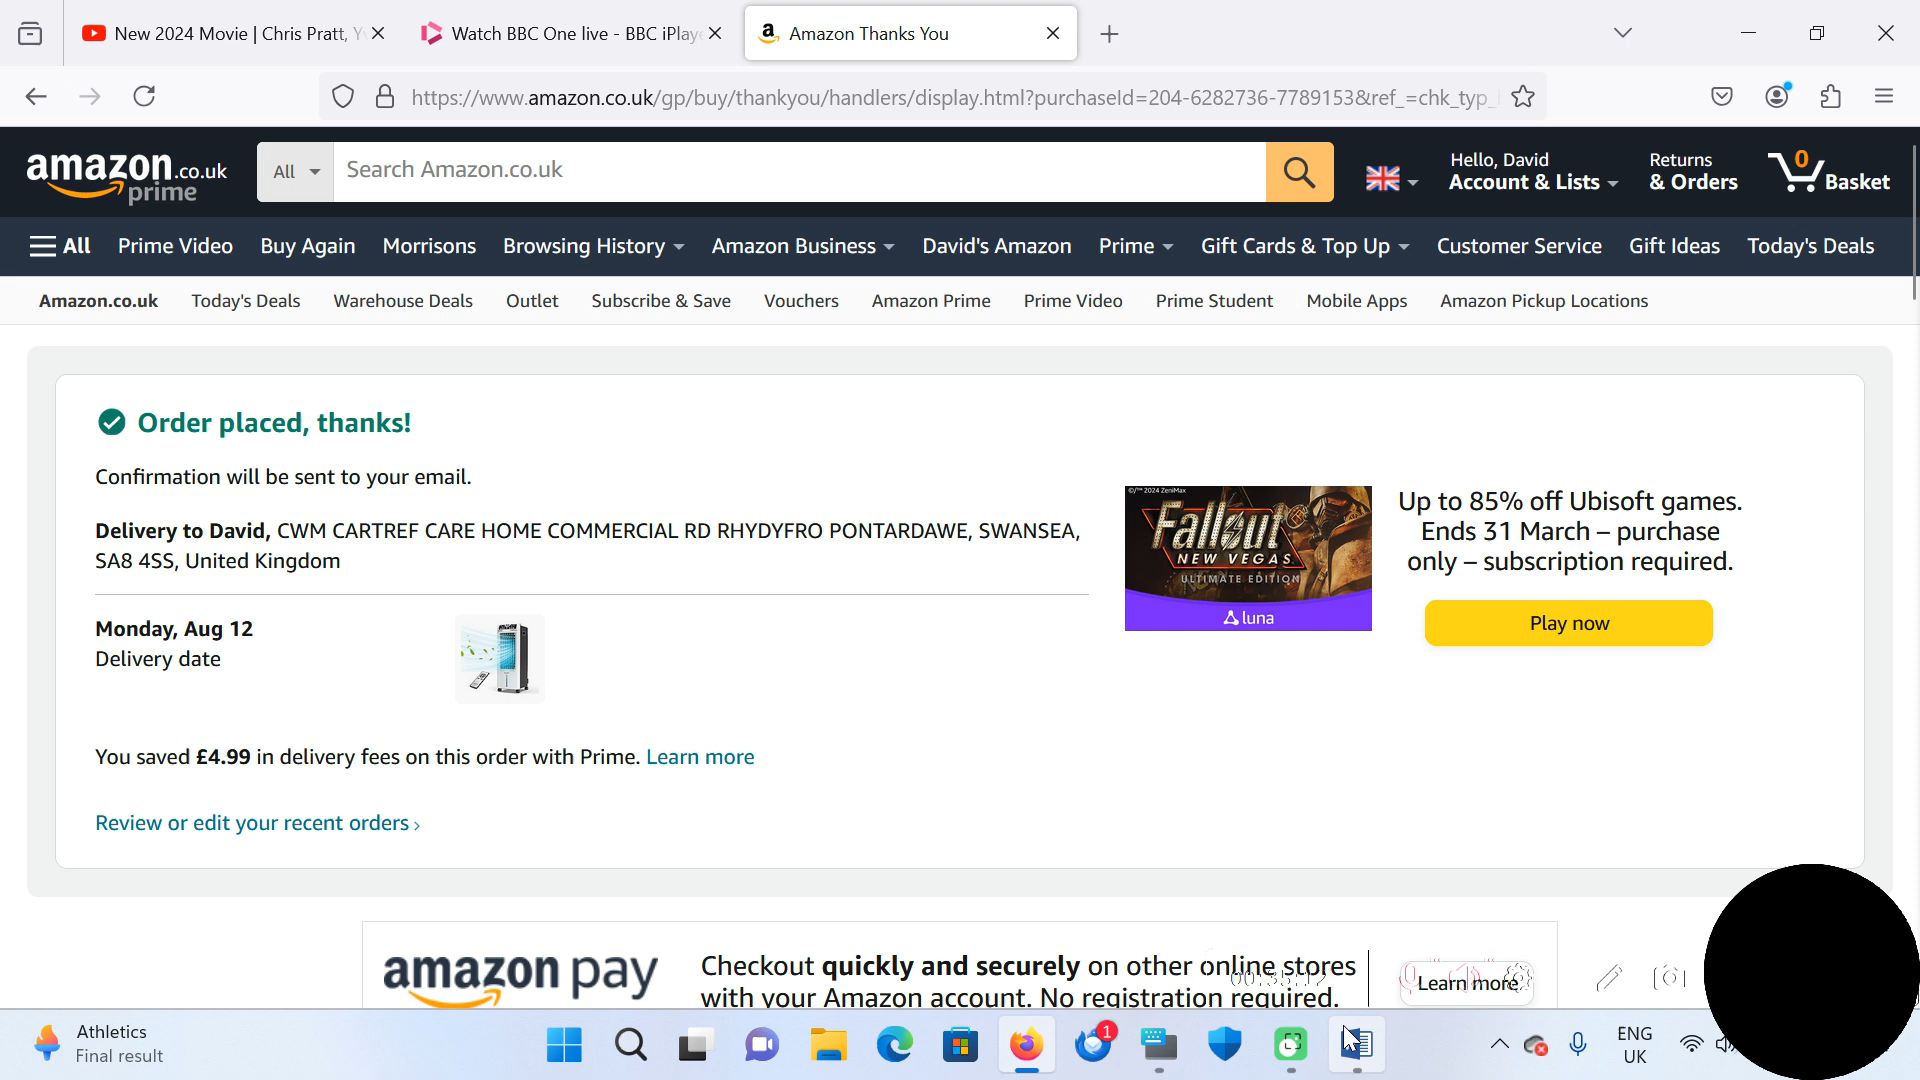 New 2024 Movie | Chris Pratt, Yv
Watch BBC One live - BBC iPlaye
Amazon Thanks You
https://www.amazon.co.uk/gp/buy/thankyou/handlers/display.html?purchaseId=204-6282736-7789153&ref_=chk_typ_
amazon.co.uk
prime
All
Search Amazon.co.uk
Hello, David
Account & Lists
Returns
& Orders
0
Basket
All
Prime Video
Buy Again
Morrisons
Browsing History
Amazon Business
David's Amazon
Prime
Gift Cards & Top Up
Customer Service
Gift Ideas
Today's Deals
Amazon.co.uk
Today's Deals
Warehouse Deals
Outlet
Subscribe & Save
Vouchers
Amazon Prime
Prime Video
Prime Student
Mobile Apps
Amazon Pickup Locations
Order placed, thanks!
Confirmation will be sent to your email.
Delivery to David, CWM CARTREF CARE HOME COMMERCIAL RD RHYDYFRO PONTARDAWE, SWANSEA,
SA8 4SS, United Kingdom
Monday, Aug 12
Delivery date
You saved £4.99 in delivery fees on this order with Prime. Learn more
Review or edit your recent orders ›
©/™ 2024 ZeniMax
Fallout
NEW VEGAS
ULTIMATE EDITION
luna
Up to 85% off Ubisoft games.
Ends 31 March – purchase
only – subscription required.
Play now
amazon pay
Checkout quickly and securely on other online stores
with your Amazon account. No registration required.
Learn more
00:35:12
Athletics
Final result
1
ENG
UK